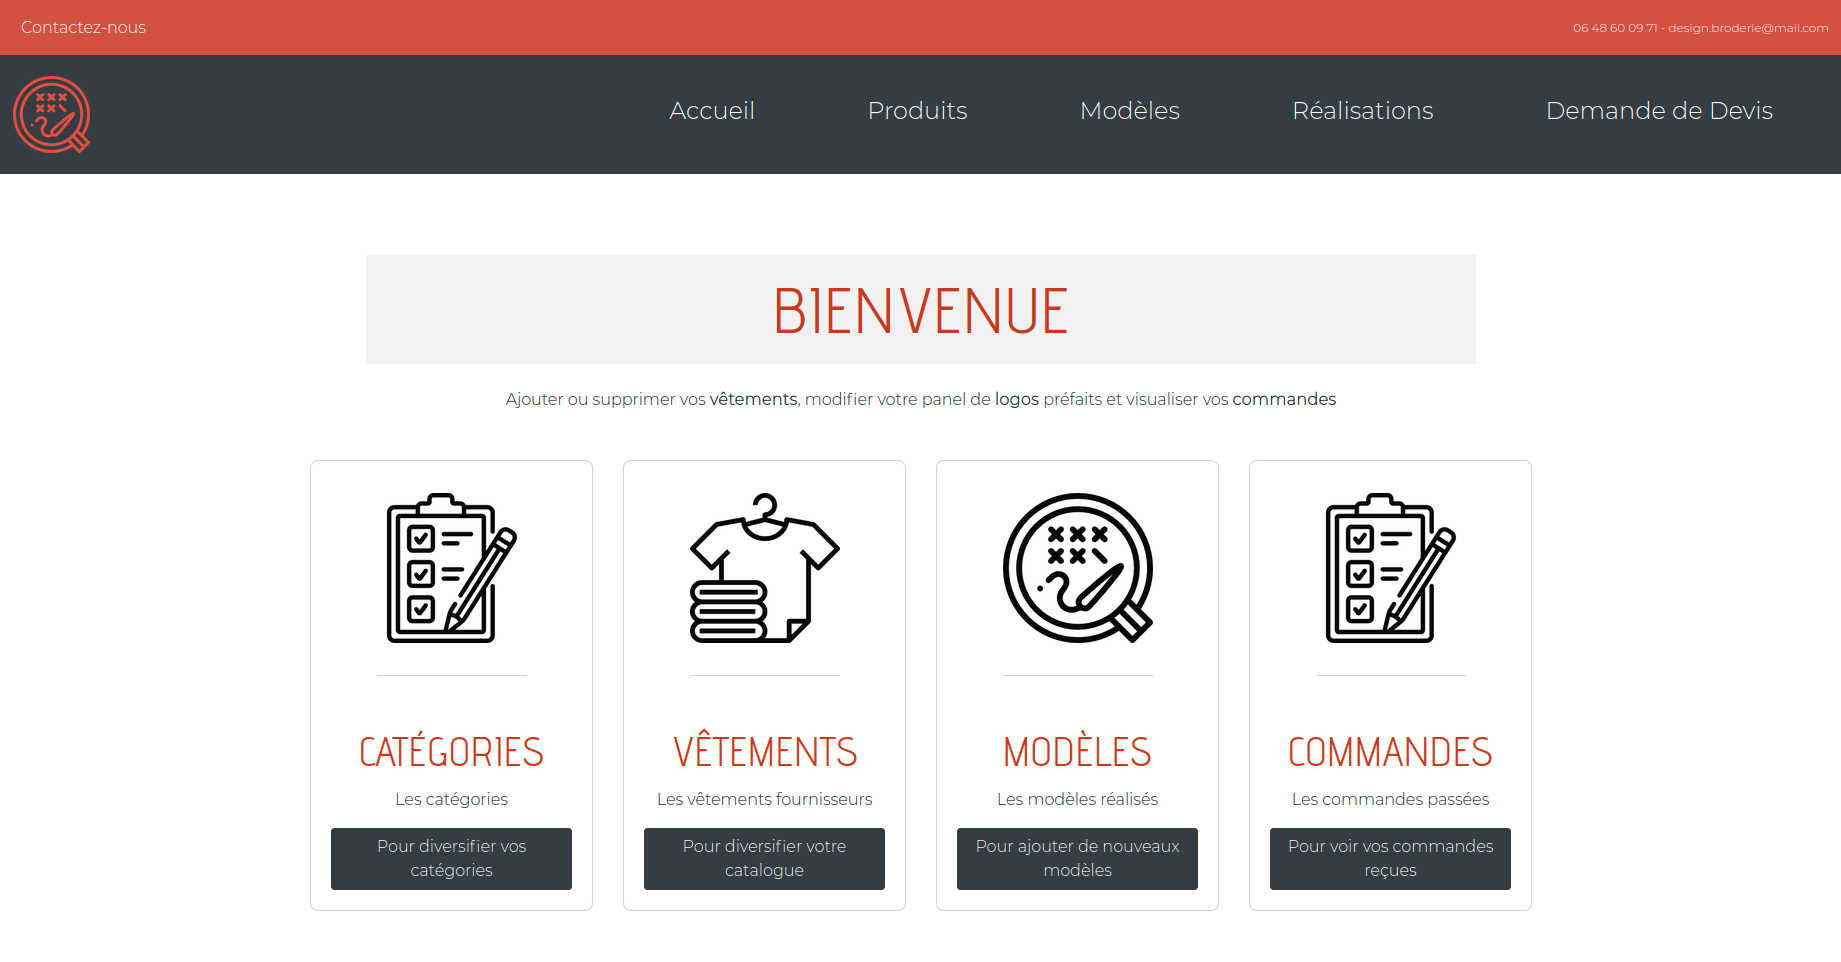 Contactez-nous
06 48 60 09 71 - design.broderie@mail.com
Accueil
Produits
Modèles
Réalisations
Demande de Devis
BIENVENUE
Ajouter ou supprimer vos vêtements, modifier votre panel de logos préfaits et visualiser vos commandes
CATÉGORIES
Les catégories
Pour diversifier vos
catégories
VÊTEMENTS
Les vêtements fournisseurs
Pour diversifier votre
catalogue
MODÈLES
Les modèles réalisés
Pour ajouter de nouveaux
modèles
COMMANDES
Les commandes passées
Pour voir vos commandes
reçues